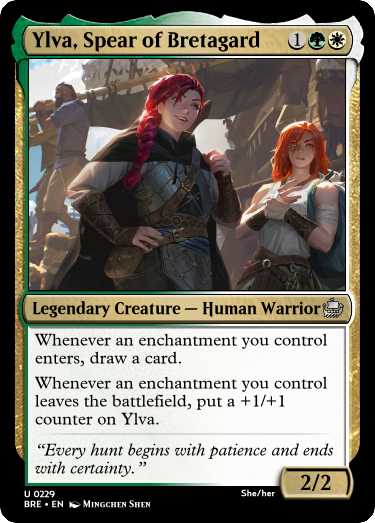 Ylva, Spear of Bretagard 1
Legendary Creature — Human Warrior
Whenever an enchantment you control
enters, draw a card.
Whenever an enchantment you control
leaves the battlefield, put a +1/+1
counter on Ylva.
“Every hunt begins with patience and ends
with certainty.”
2/2
U 0229 She/her
BRE • EN Mingchen Shen